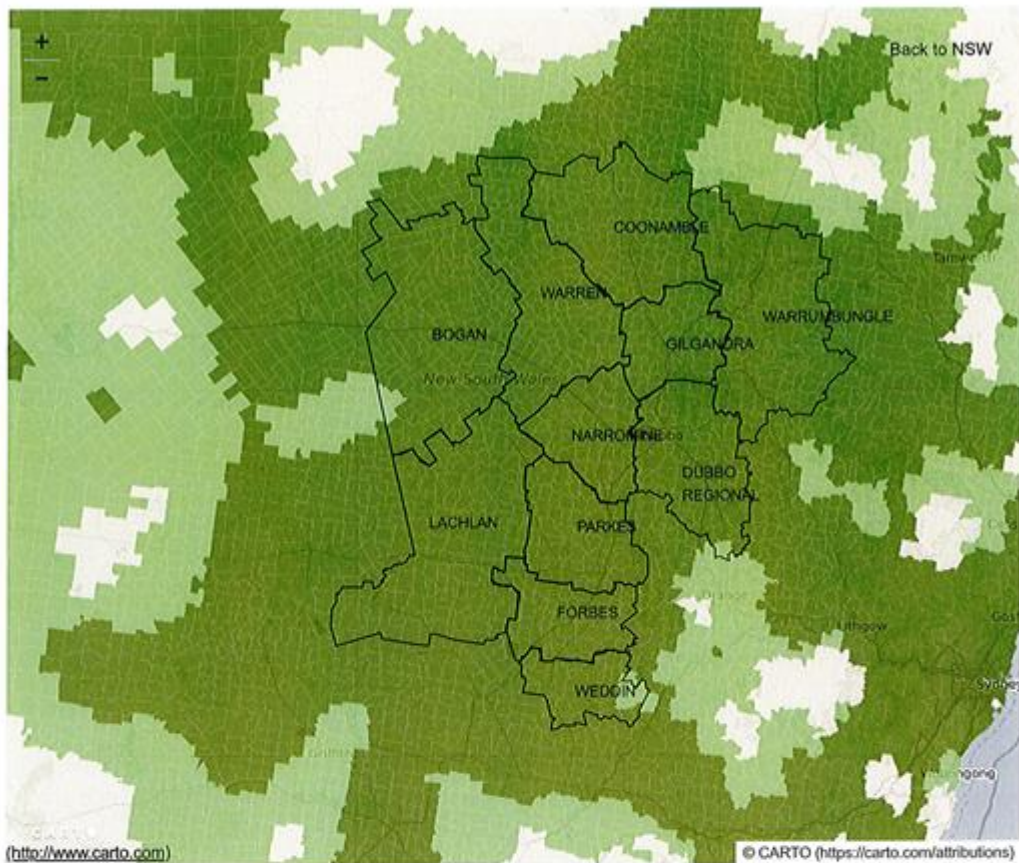 +
Back to NSW
−
COONAMBLE
WARREN
WARRUMBUNGLE
BOGAN
GILGANDRA
New South Wales
NARROMINE
DUBBO
REGIONAL
LACHLAN
PARKES
Orange
FORBES
Lithgow
Sydney
WEDDIN
(http://www.carto.com)
© CARTO (https://carto.com/attributions)